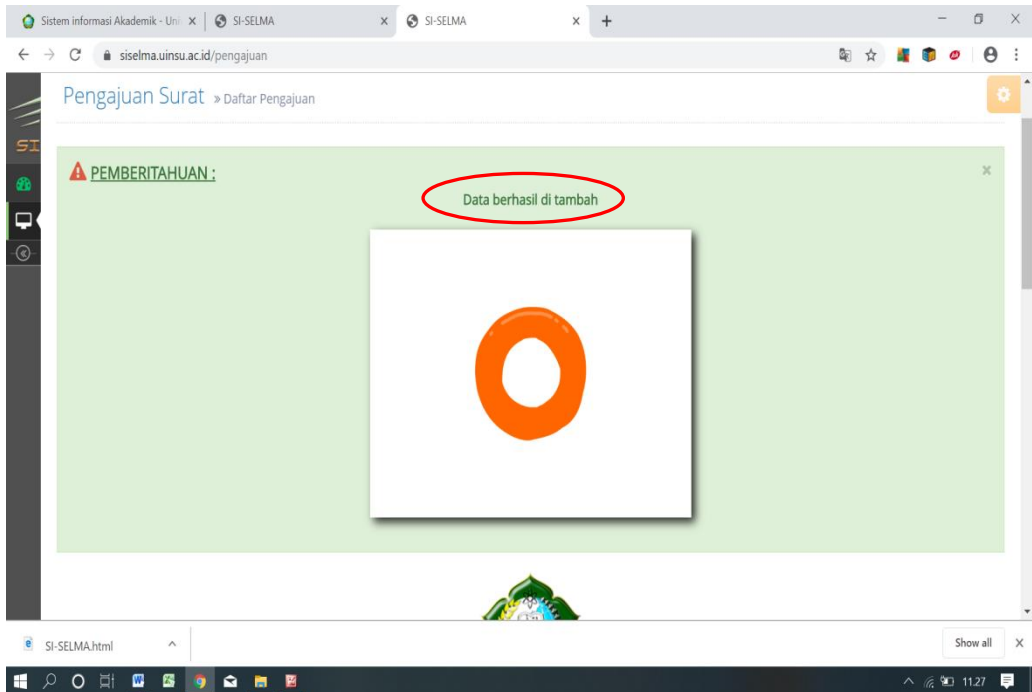 Sistem informasi Akademik - Uni
SI-SELMA
SI-SELMA
siselma.uinsu.ac.id/pengajuan
Pengajuan Surat » Daftar Pengajuan
SI
PEMBERITAHUAN :
Data berhasil di tambah
SI-SELMA.html
Show all
11.27